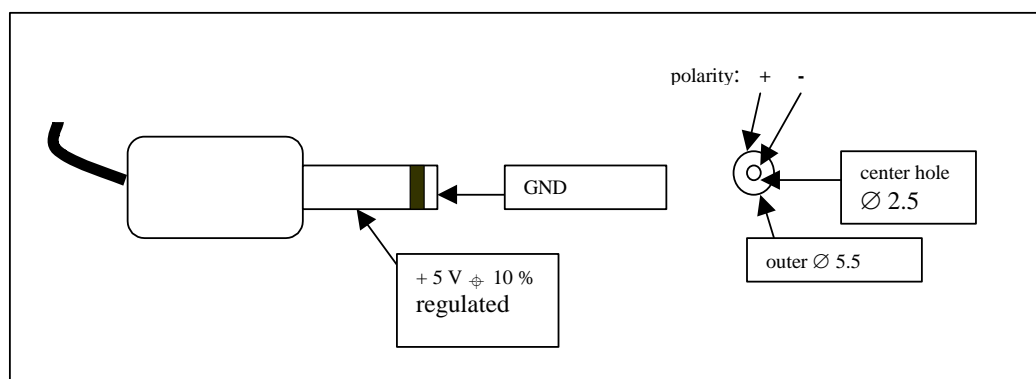 polarity: + -
GND
center hole
∅ 2.5
outer ∅ 5.5
+ 5 V ⌖ 10 %
regulated